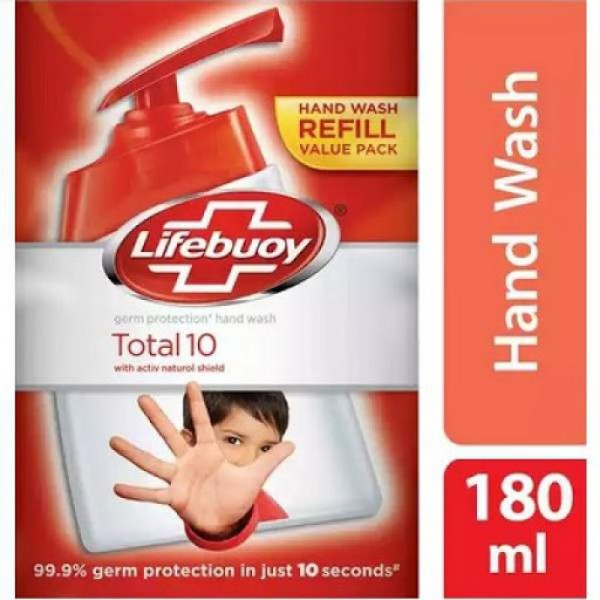 HAND WASH
REFILL
VALUE PACK
Lifebuoy
®
germ protection* hand wash
Total 10
with activ naturol shield
99.9% germ protection in just 10 seconds#
Hand Wash
180
ml